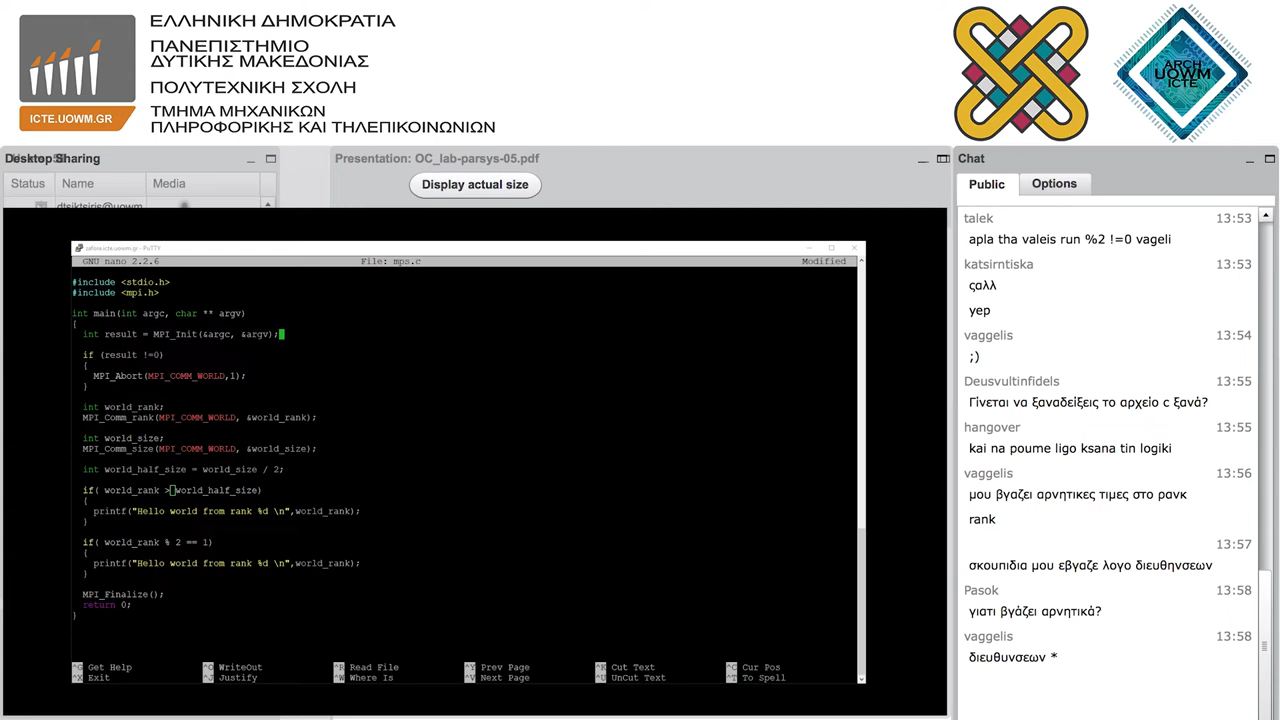 ΕΛΛΗΝΙΚΗ ΔΗΜΟΚΡΑΤΙΑ
ΠΑΝΕΠΙΣΤΗΜΙΟ
ΔΥΤΙΚΗΣ ΜΑΚΕΔΟΝΙΑΣ
ΠΟΛΥΤΕΧΝΙΚΗ ΣΧΟΛΗ
ΤΜΗΜΑ ΜΗΧΑΝΙΚΩΝ
ΠΛΗΡΟΦΟΡΙΚΗΣ ΚΑΙ ΤΗΛΕΠΙΚΟΙΝΩΝΙΩΝ
ICTE.UOWM.GR
ARCH
UOWM
ICTE
Desktop Sharing
Status Name Media
dtsiktsiris@uowm
Presentation: OC_lab-parsys-05.pdf
Display actual size
zafora.icte.uowm.gr - PuTTY
GNU nano 2.2.6 File: mps.c Modified
#include <stdio.h>
#include <mpi.h>
int main(int argc, char ** argv)
{
int result = MPI_Init(&argc, &argv);
if (result !=0)
{
MPI_Abort(MPI_COMM_WORLD,1);
}
int world_rank;
MPI_Comm_rank(MPI_COMM_WORLD, &world_rank);
int world_size;
MPI_Comm_size(MPI_COMM_WORLD, &world_size);
int world_half_size = world_size / 2;
if( world_rank > world_half_size)
{
printf("Hello world from rank %d \n",world_rank);
}
if( world_rank % 2 == 1)
{
printf("Hello world from rank %d \n",world_rank);
}
MPI_Finalize();
return 0;
}
^G Get Help ^O WriteOut ^R Read File ^Y Prev Page ^K Cut Text ^C Cur Pos
^X Exit ^J Justify ^W Where Is ^V Next Page ^U UnCut Text ^T To Spell
Chat
Public Options
talek 13:53
apla tha valeis run %2 !=0 vageli
katsirntiska 13:53
ςαλλ
yep
vaggelis 13:54
;)
Deusvultinfidels 13:55
Γίνεται να ξαναδείξεις το αρχείο c ξανά?
hangover 13:55
kai na poume ligo ksana tin logiki
vaggelis 13:56
μου βγαζει αρνητικες τιμες στο ρανκ
rank
13:57
σκουπιδια μου εβγαζε λογο διευθηνσεων
Pasok 13:58
γιατι βγάζει αρνητικά?
vaggelis 13:58
διευθυνσεων *